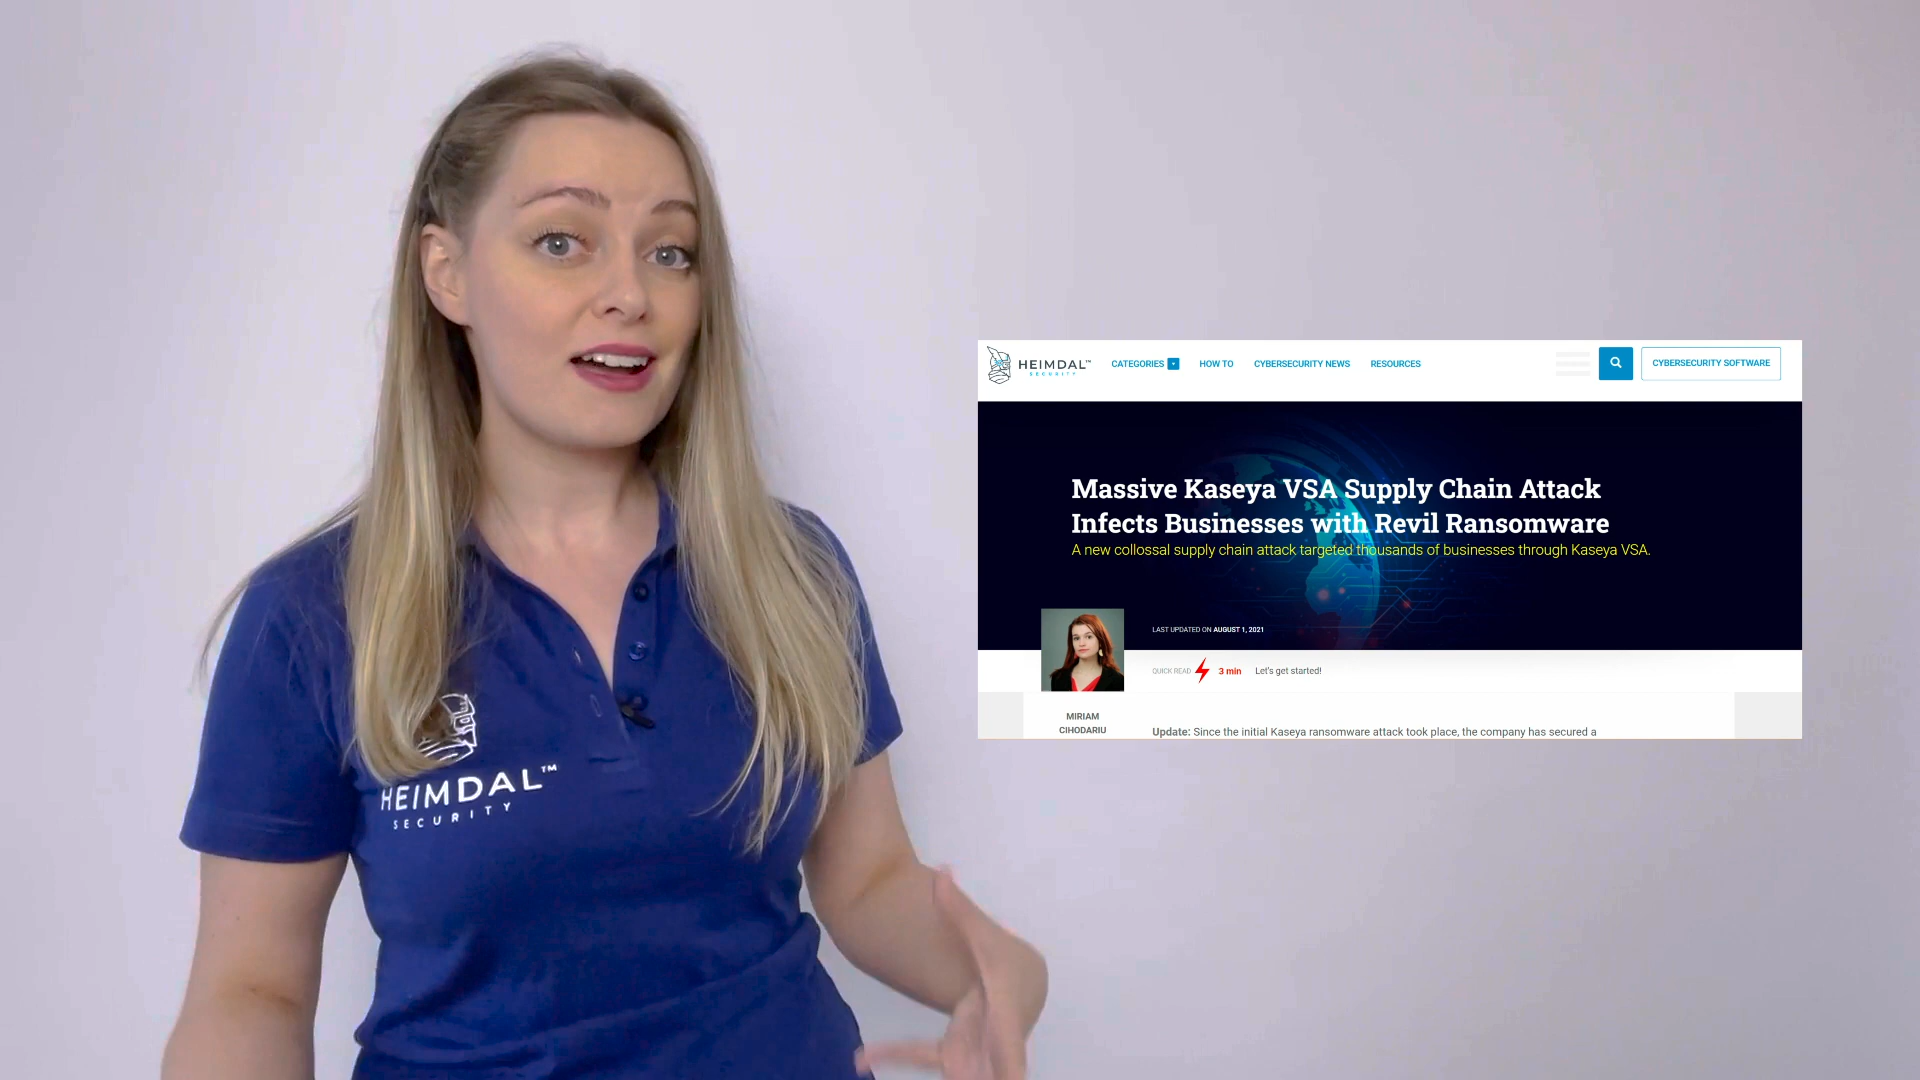 HEIMDAL™
SECURITY
HEIMDAL™
SECURITY
CATEGORIES
HOW TO
CYBERSECURITY NEWS
RESOURCES
CYBERSECURITY SOFTWARE
Massive Kaseya VSA Supply Chain Attack
Infects Businesses with Revil Ransomware
A new collossal supply chain attack targeted thousands of businesses through Kaseya VSA.
LAST UPDATED ON AUGUST 1, 2021
QUICK READ 3 min Let's get started!
MIRIAM
CIHODARIU
Update: Since the initial Kaseya ransomware attack took place, the company has secured a